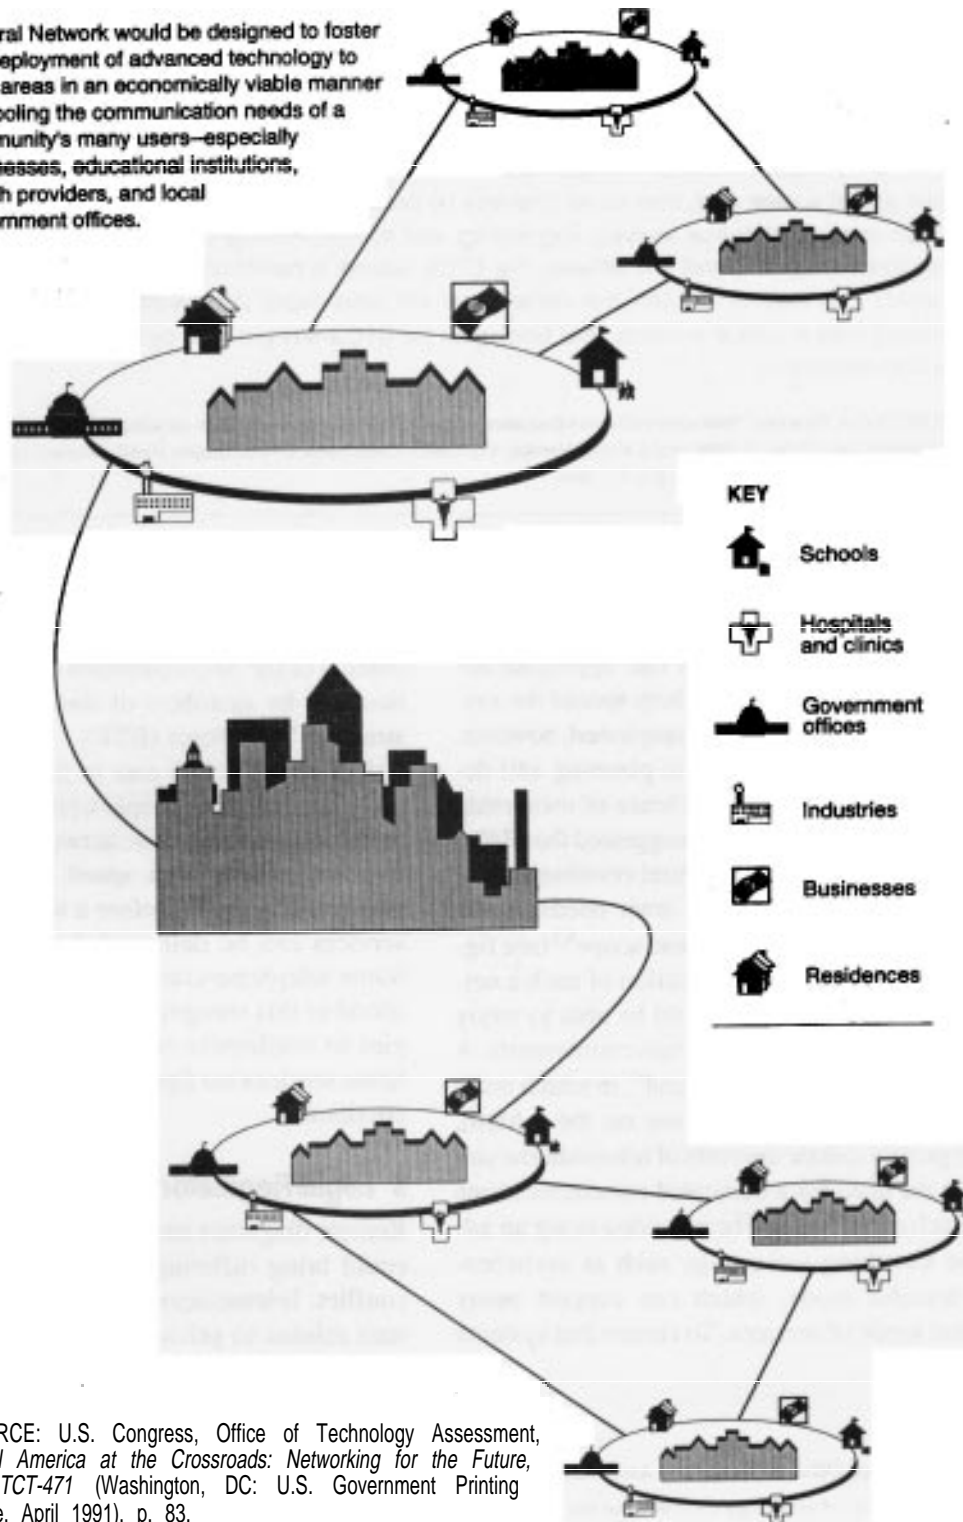 ral Network would be designed to foster
eployment of advanced technology to
areas in an economically viable manner
ooling the communication needs of a
munity's many users—especially
nesses, educational institutions,
h providers, and local
rnment offices.
KEY
Schools
Hospitals
and clinics
Government
offices
Industries
Businesses
Residences
RCE: U.S. Congress, Office of Technology Assessment,
l America at the Crossroads: Networking for the Future,
TCT-471 (Washington, DC: U.S. Government Printing
e, April 1991), p. 83.